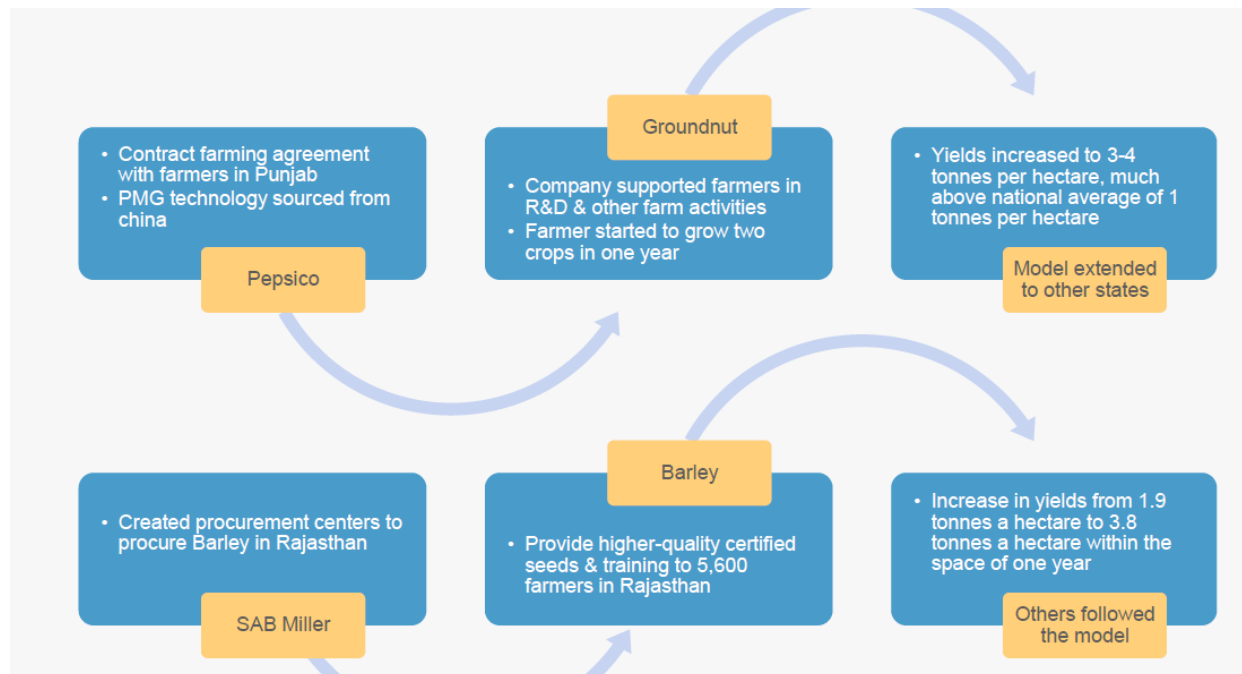 • Contract farming agreement
with farmers in Punjab
• PMG technology sourced from
china
Pepsico
Groundnut
• Company supported farmers in
R&D & other farm activities
• Farmer started to grow two
crops in one year
• Yields increased to 3-4
tonnes per hectare, much
above national average of 1
tonnes per hectare
Model extended
to other states
• Created procurement centers to
procure Barley in Rajasthan
SAB Miller
Barley
• Provide higher-quality certified
seeds & training to 5,600
farmers in Rajasthan
• Increase in yields from 1.9
tonnes a hectare to 3.8
tonnes a hectare within the
space of one year
Others followed
the model